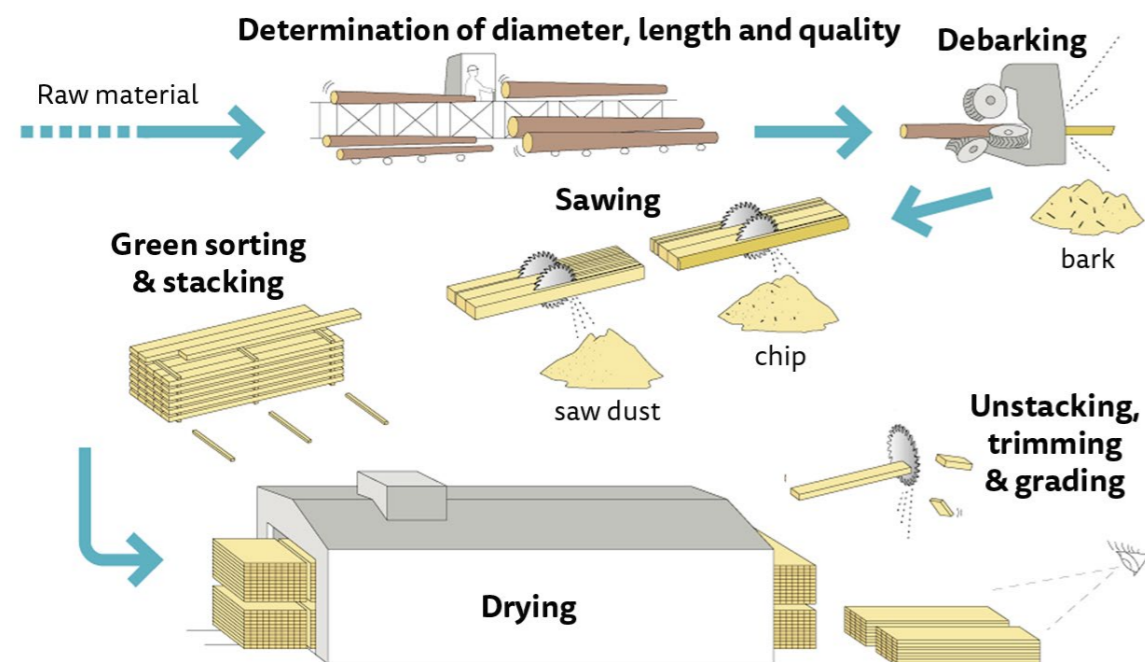 Determination of diameter, length and quality
Debarking
Raw material
Sawing
bark
Green sorting
& stacking
chip
saw dust
Unstacking,
trimming
& grading
Drying